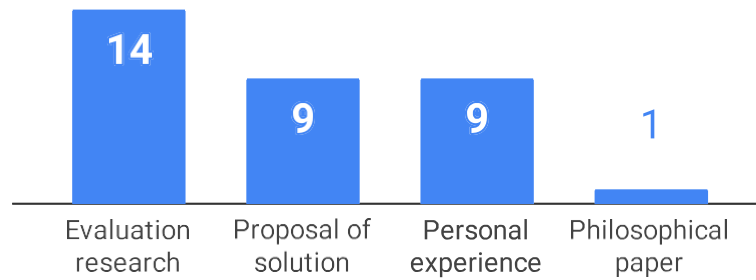 14
9
9
1
Evaluation
research
Proposal of
solution
Personal
experience
Philosophical
paper